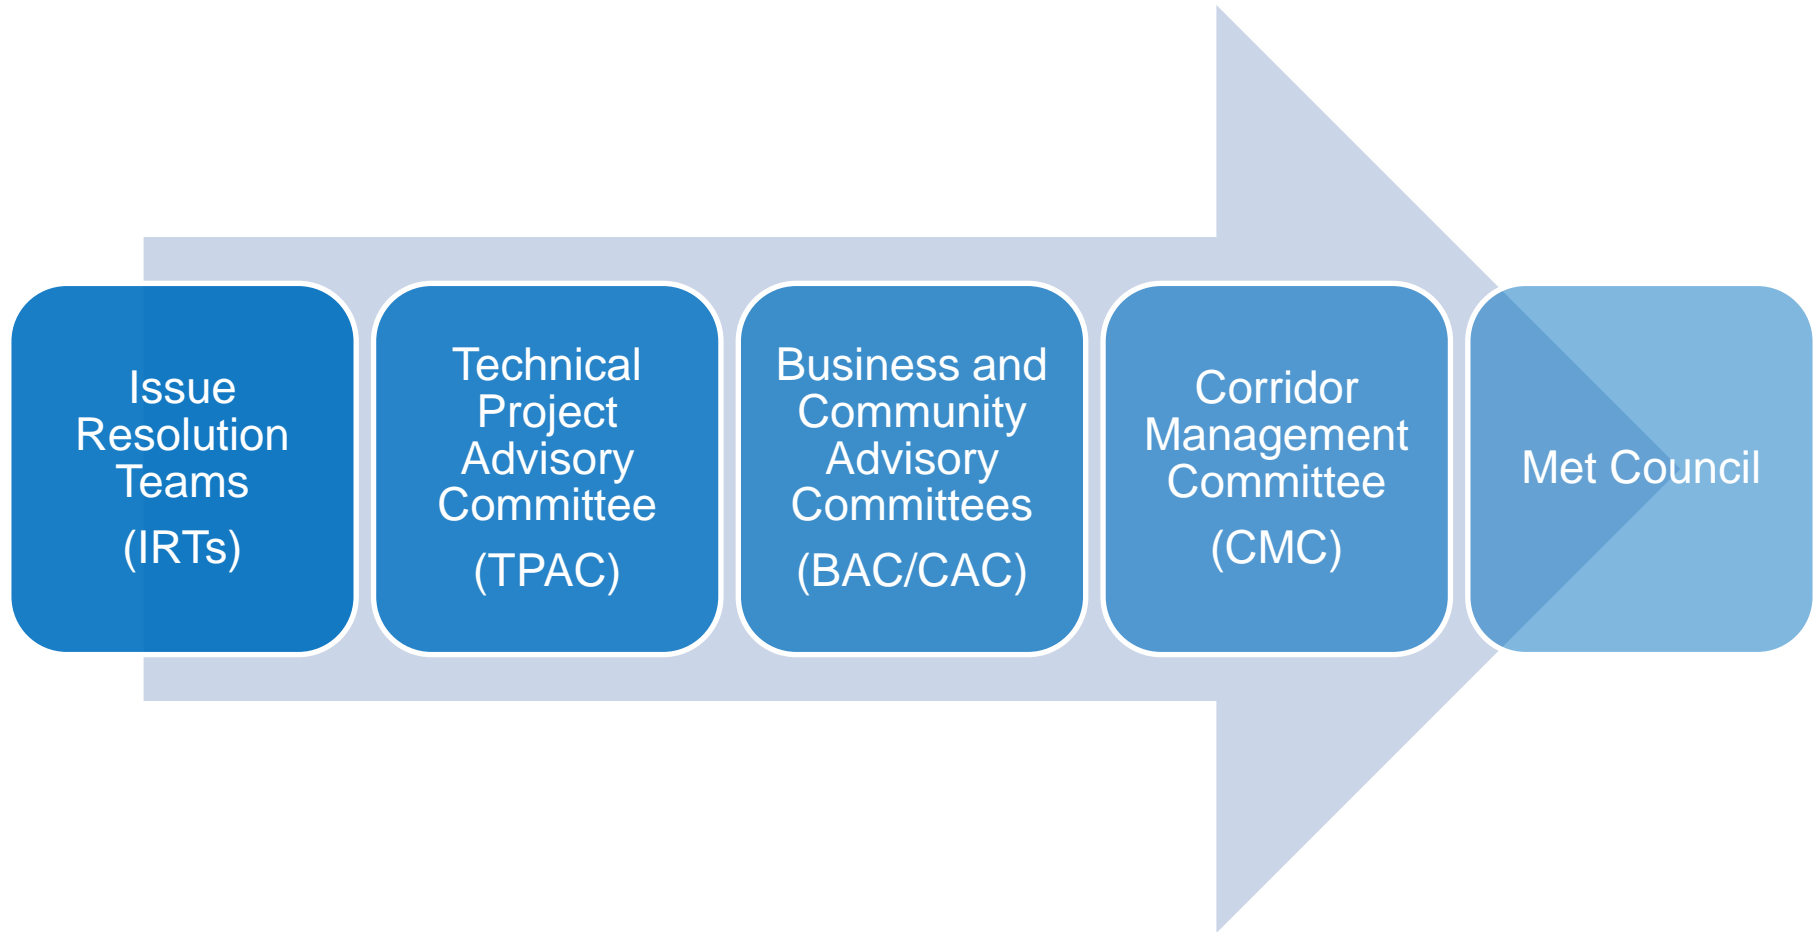 Issue
Resolution
Teams
(IRTs)
Technical
Project
Advisory
Committee
(TPAC)
Business and
Community
Advisory
Committees
(BAC/CAC)
Corridor
Management
Committee
(CMC)
Met Council